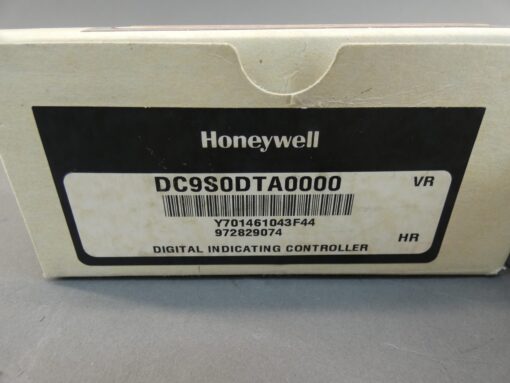 Honeywell
DC9S0DTA0000 VR
Y701461043F44
972829074
HR
DIGITAL INDICATING CONTROLLER